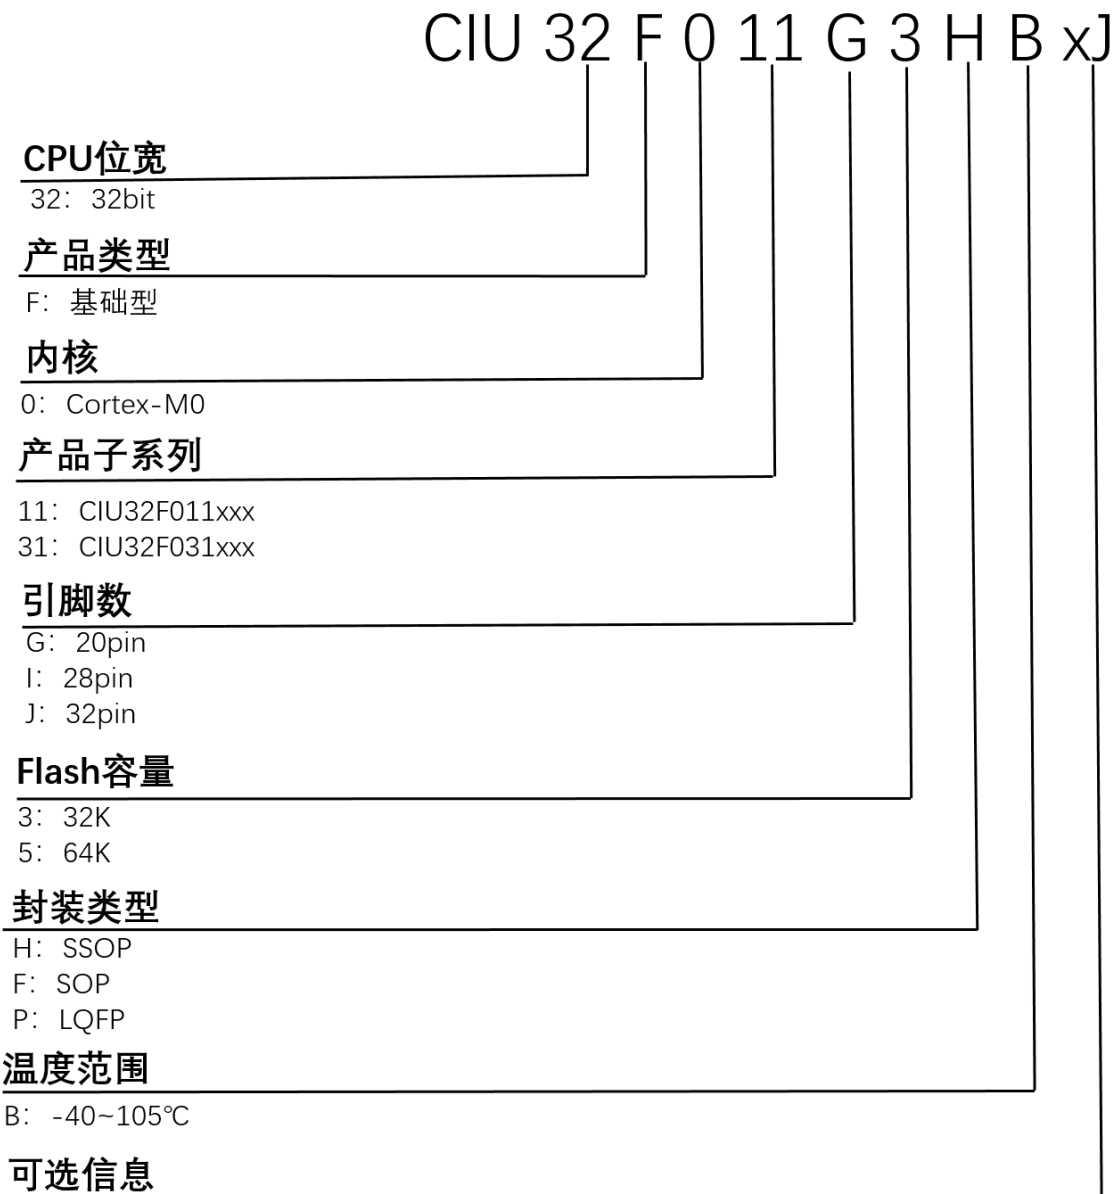 CIU 32 F 0 11 G 3 H B xJ
CPU位宽
32：32bit
产品类型
F：基础型
内核
0：Cortex-M0
产品子系列
11：CIU32F011xxx
31：CIU32F031xxx
引脚数
G：20pin
I：28pin
J：32pin
Flash容量
3：32K
5：64K
封装类型
H：SSOP
F：SOP
P：LQFP
温度范围
B：-40~105℃
可选信息